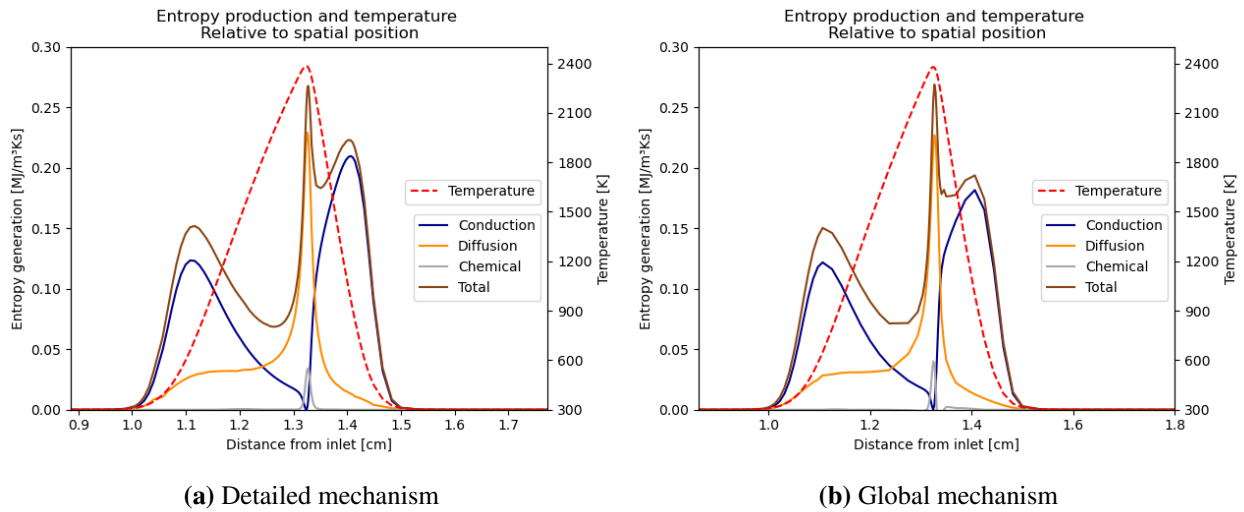 Entropy production and temperature
Relative to spatial position
0.30
0.25
0.20
0.15
0.10
0.05
0.00
Entropy generation [MJ/m³Ks]
2400
2100
1800
1500
1200
900
600
300
Temperature [K]
Temperature
Conduction
Diffusion
Chemical
Total
0.9 1.0 1.1 1.2 1.3 1.4 1.5 1.6 1.7
Distance from inlet [cm]
(a) Detailed mechanism
Entropy production and temperature
Relative to spatial position
0.30
0.25
0.20
0.15
0.10
0.05
0.00
Entropy generation [MJ/m³Ks]
2400
2100
1800
1500
1200
900
600
300
Temperature [K]
Temperature
Conduction
Diffusion
Chemical
Total
1.0 1.2 1.4 1.6 1.8
Distance from inlet [cm]
(b) Global mechanism